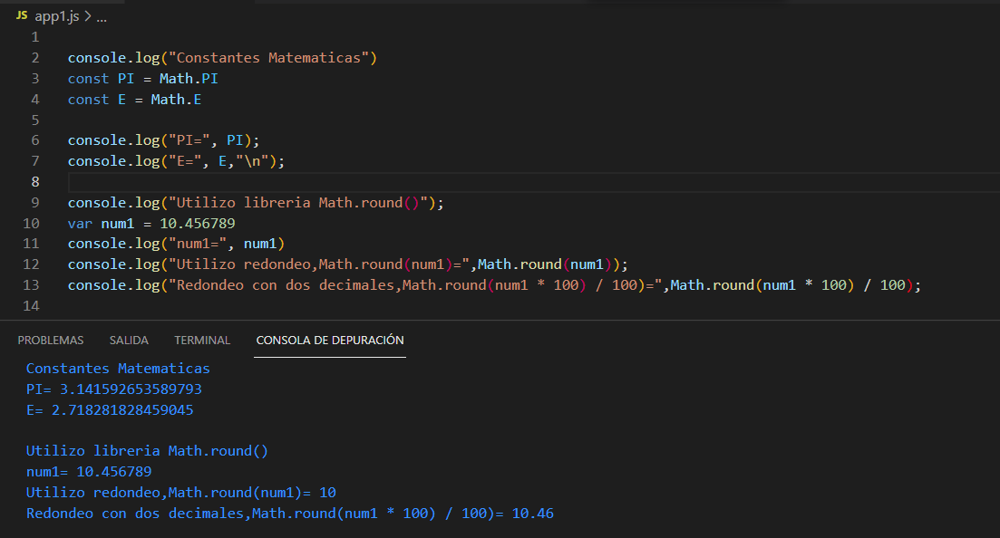 JS app1.js > ...
1
2 console.log("Constantes Matematicas")
3 const PI = Math.PI
4 const E = Math.E
5
6 console.log("PI=", PI);
7 console.log("E=", E,"\n");
8
9 console.log("Utilizo libreria Math.round()");
10 var num1 = 10.456789
11 console.log("num1=", num1)
12 console.log("Utilizo redondeo,Math.round(num1)=",Math.round(num1));
13 console.log("Redondeo con dos decimales,Math.round(num1 * 100) / 100)=",Math.round(num1 * 100) / 100);
14
PROBLEMAS SALIDA TERMINAL CONSOLA DE DEPURACIÓN
Constantes Matematicas
PI= 3.141592653589793
E= 2.718281828459045
Utilizo libreria Math.round()
num1= 10.456789
Utilizo redondeo,Math.round(num1)= 10
Redondeo con dos decimales,Math.round(num1 * 100) / 100)= 10.46